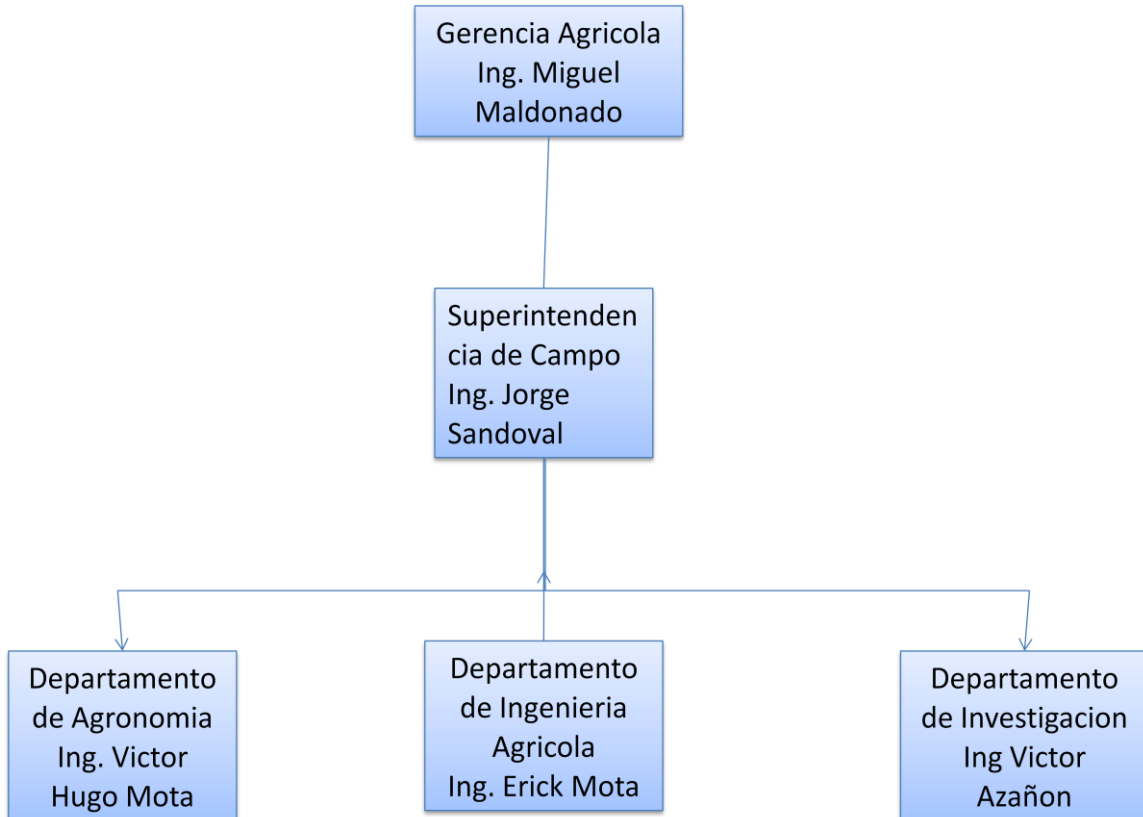 Gerencia Agricola
Ing. Miguel
Maldonado
Superintenden
cia de Campo
Ing. Jorge
Sandoval
Departamento
de Agronomia
Ing. Victor
Hugo Mota
Departamento
de Ingenieria
Agricola
Ing. Erick Mota
Departamento
de Investigacion
Ing Victor
Azañon